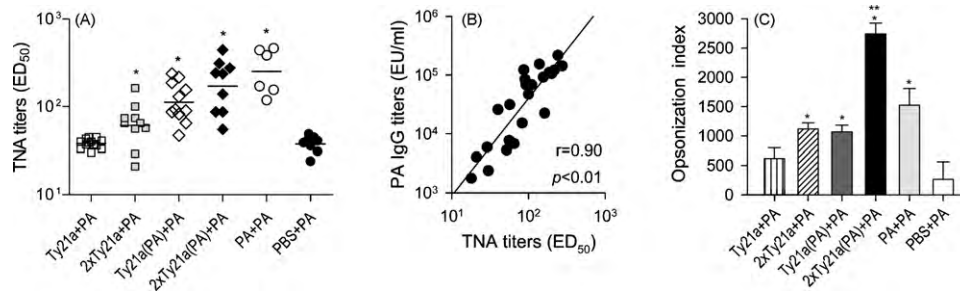 (A)
TNA titers (ED50)
10³
10²
10¹
*
*
*
*
Ty21a+PA
2xTy21a+PA
Ty21a(PA)+PA
2xTy21a(PA)+PA
PA+PA
PBS+PA
(B)
PA IgG titers (EU/ml)
10⁶
10⁵
10⁴
10³
r=0.90
p<0.01
10¹
10²
10³
TNA titers (ED50)
(C)
Opsonization index
3000
2500
2000
1500
1000
500
0
*
*
**
*
*
Ty21a+PA
2xTy21a+PA
Ty21a(PA)+PA
2xTy21a(PA)+PA
PA+PA
PBS+PA